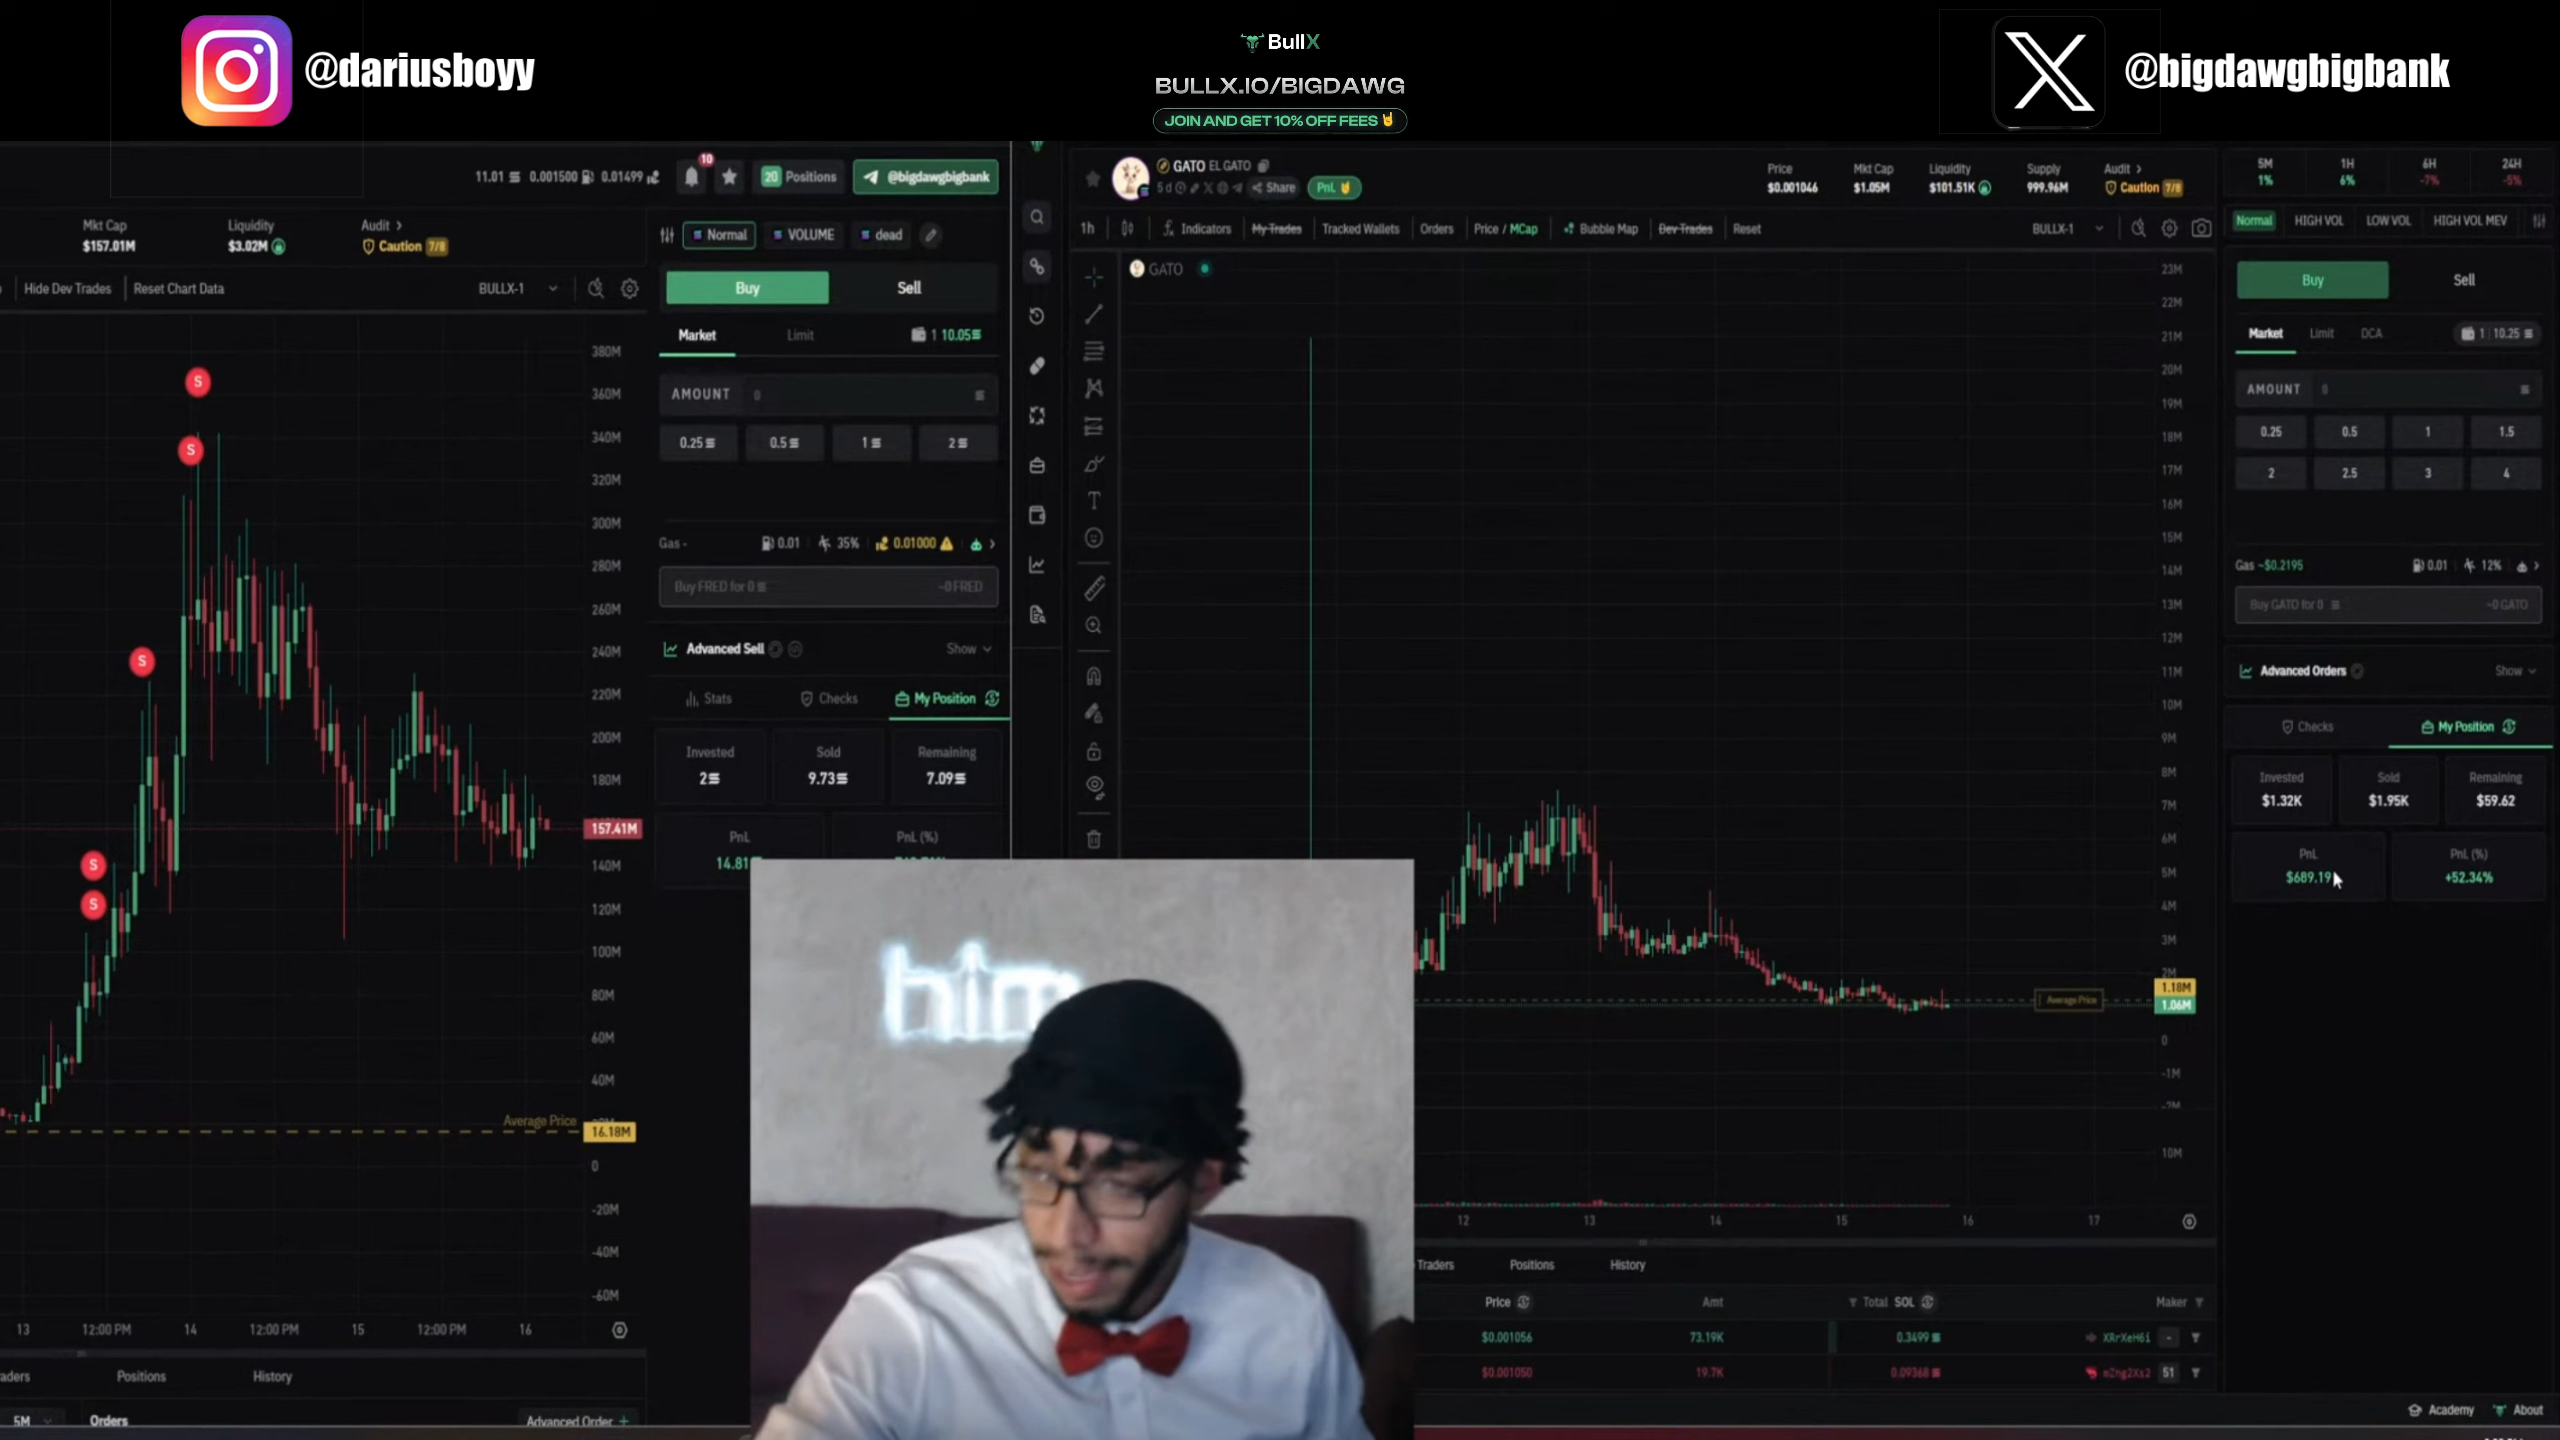 @dariusboyy
BullX
BULLX.IO/BIGDAWG
JOIN AND GET 10% OFF FEES
@bigdawgbigbank
11.01 0.001500 0.01499
10
20 Positions
@bigdawgbigbank
Mkt Cap Liquidity Audit
$157.01M $3.02M Caution 7/8
Normal VOLUME dead
Hide Dev Trades Reset Chart Data BULLX-1
Buy Sell
Market Limit 1 10.05
AMOUNT 0
0.25 0.5 1 2
Gas - 0.01 35% 0.01000
Buy FRED for 0 ~0 FRED
Advanced Sell Show
Stats Checks My Position
Invested Sold Remaining
2 9.73 7.09
PnL PnL (%)
14.81
380M
360M
340M
320M
300M
280M
260M
240M
220M
200M
180M
157.41M
140M
120M
100M
80M
60M
40M
Average Price
16.18M
0
-20M
-40M
-60M
S
S
S
S
S
13 12:00 PM 14 12:00 PM 15 12:00 PM 16
aders Positions History
5M Orders Advanced Order +
him
GATO EL GATO
5d Share PnL
Price Mkt Cap Liquidity Supply Audit
$0.001046 $1.05M $101.51K 999.96M Caution 7/8
1h Indicators My Trades Tracked Wallets Orders Price / MCap Bubble Map Dev Trades Reset BULLX-1
GATO
23M
22M
21M
20M
19M
18M
17M
16M
15M
14M
13M
12M
11M
10M
9M
8M
7M
6M
5M
4M
3M
2M
1.18M
Average Price
1.06M
0
-1M
-2M
10M
12 13 14 15 16 17
Traders Positions History
Price Amt Total SOL Maker
$0.001056 73.19K 0.3499 XRrXeH6i -
$0.001050 19.7K 0.09368 mZng2Xs2 51
5M 1H 6H 24H
1% 6% -7% -5%
Normal HIGH VOL LOW VOL HIGH VOL MEV
Buy Sell
Market Limit DCA 1 10.25
AMOUNT 0
0.25 0.5 1 1.5
2 2.5 3 4
Gas ~$0.2195 0.01 12%
Buy GATO for 0 ~0 GATO
Advanced Orders Show
Checks My Position
Invested Sold Remaining
$1.32K $1.95K $59.62
PnL PnL (%)
$689.19 +52.34%
Academy About